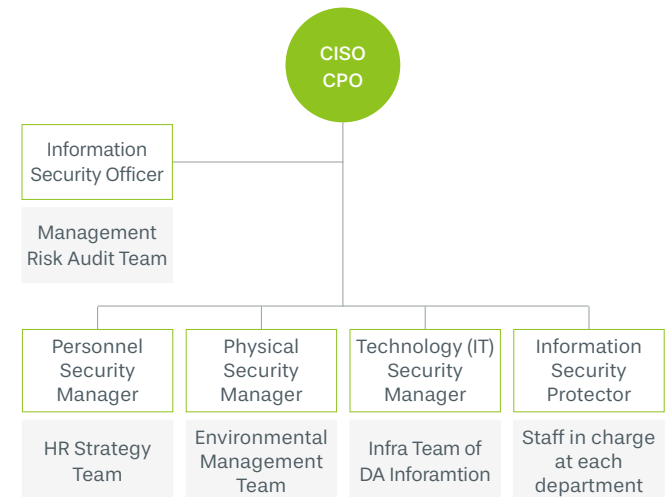 CISO
CPO
Information
Security Officer
Management
Risk Audit Team
Personnel
Security
Manager
HR Strategy
Team
Physical
Security
Manager
Environmental
Management
Team
Technology (IT)
Security
Manager
Infra Team of
DA Inforamtion
Information
Security
Protector
Staff in charge
at each
department